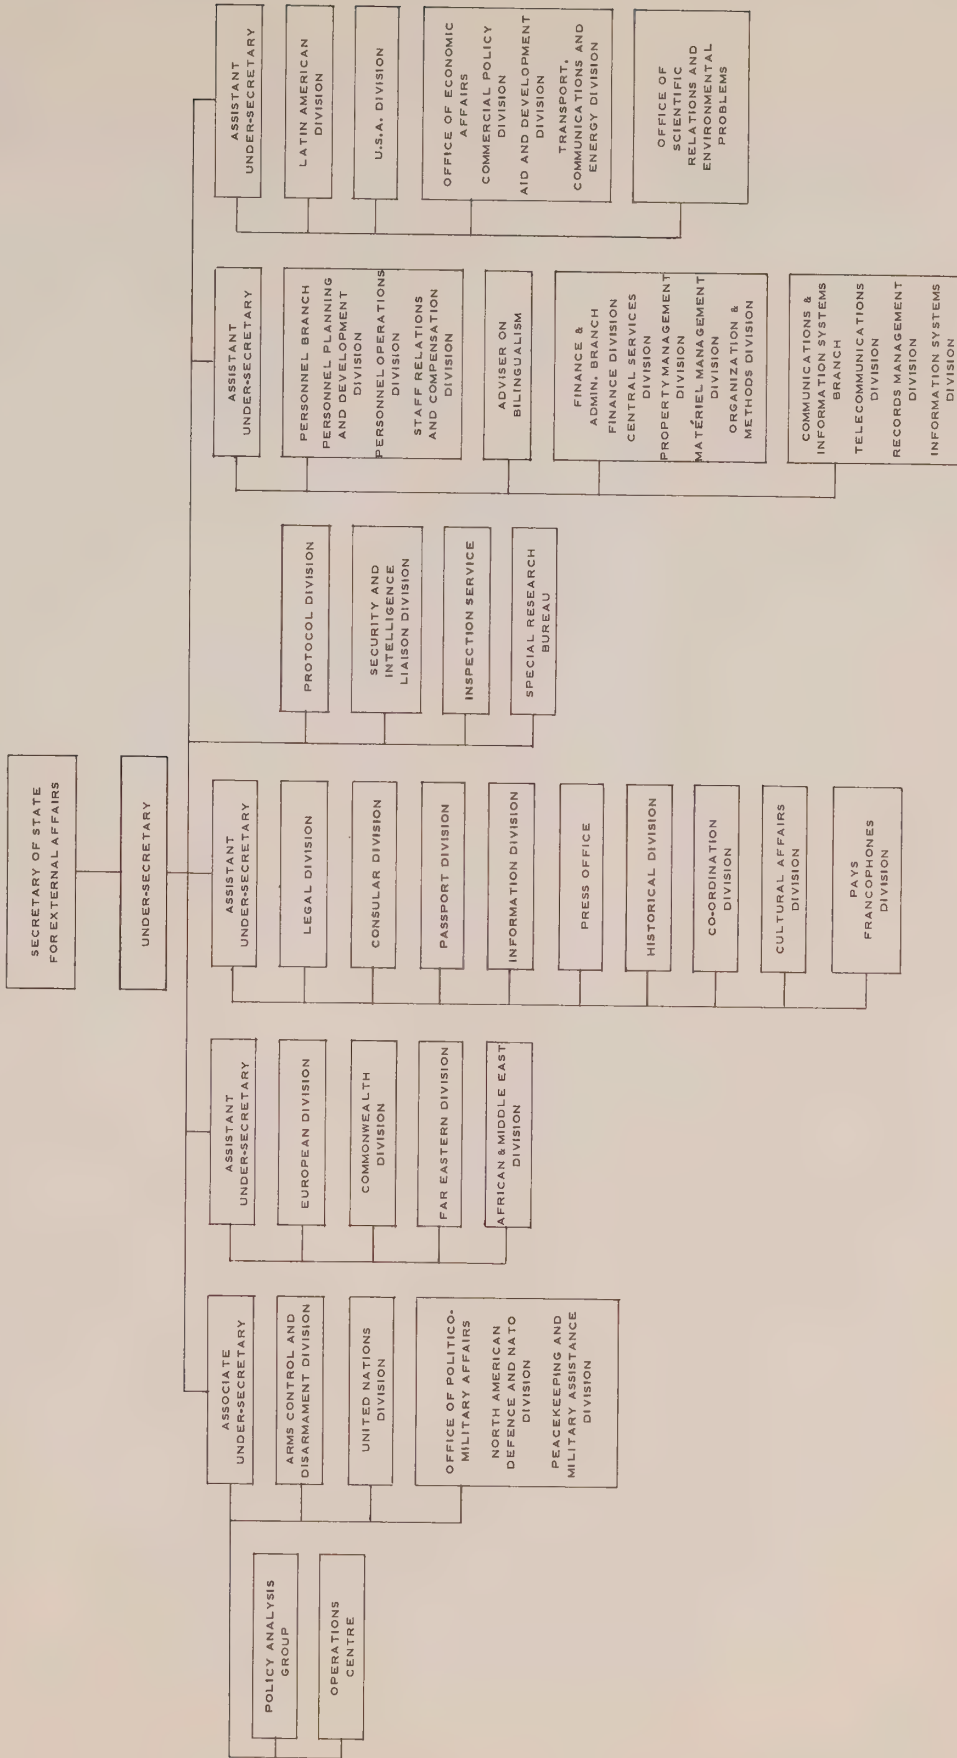 SECRETARY OF STATE
FOR EXTERNAL AFFAIRS
UNDER-SECRETARY
POLICY ANALYSIS
GROUP
OPERATIONS
CENTRE
ASSOCIATE
UNDER-SECRETARY
ARMS CONTROL AND
DISARMAMENT DIVISION
UNITED NATIONS
DIVISION
OFFICE OF POLITICO-
MILITARY AFFAIRS
NORTH AMERICAN
DEFENCE AND NATO
DIVISION
PEACEKEEPING AND
MILITARY ASSISTANCE
DIVISION
ASSISTANT
UNDER-SECRETARY
EUROPEAN DIVISION
COMMONWEALTH
DIVISION
FAR EASTERN DIVISION
AFRICAN & MIDDLE EAST
DIVISION
ASSISTANT
UNDER-SECRETARY
LEGAL DIVISION
CONSULAR DIVISION
PASSPORT DIVISION
INFORMATION DIVISION
PRESS OFFICE
HISTORICAL DIVISION
CO-ORDINATION
DIVISION
CULTURAL AFFAIRS
DIVISION
PAYS
FRANCOPHONES
DIVISION
PROTOCOL DIVISION
SECURITY AND
INTELLIGENCE
LIAISON DIVISION
INSPECTION SERVICE
SPECIAL RESEARCH
BUREAU
ASSISTANT
UNDER-SECRETARY
PERSONNEL BRANCH
PERSONNEL PLANNING
AND DEVELOPMENT
DIVISION
PERSONNEL OPERATIONS
DIVISION
STAFF RELATIONS
AND COMPENSATION
DIVISION
ADVISER ON
BILINGUALISM
FINANCE &
ADMIN. BRANCH
FINANCE DIVISION
CENTRAL SERVICES
DIVISION
PROPERTY MANAGEMENT
DIVISION
MATÉRIEL MANAGEMENT
DIVISION
ORGANIZATION &
METHODS DIVISION
COMMUNICATIONS &
INFORMATION SYSTEMS
BRANCH
TELECOMMUNICATIONS
DIVISION
RECORDS MANAGEMENT
DIVISION
INFORMATION SYSTEMS
DIVISION
ASSISTANT
UNDER-SECRETARY
LATIN AMERICAN
DIVISION
U.S.A. DIVISION
OFFICE OF ECONOMIC
AFFAIRS
COMMERCIAL POLICY
DIVISION
AID AND DEVELOPMENT
DIVISION
TRANSPORT,
COMMUNICATIONS AND
ENERGY DIVISION
OFFICE OF
SCIENTIFIC
RELATIONS AND
ENVIRONMENTAL
PROBLEMS